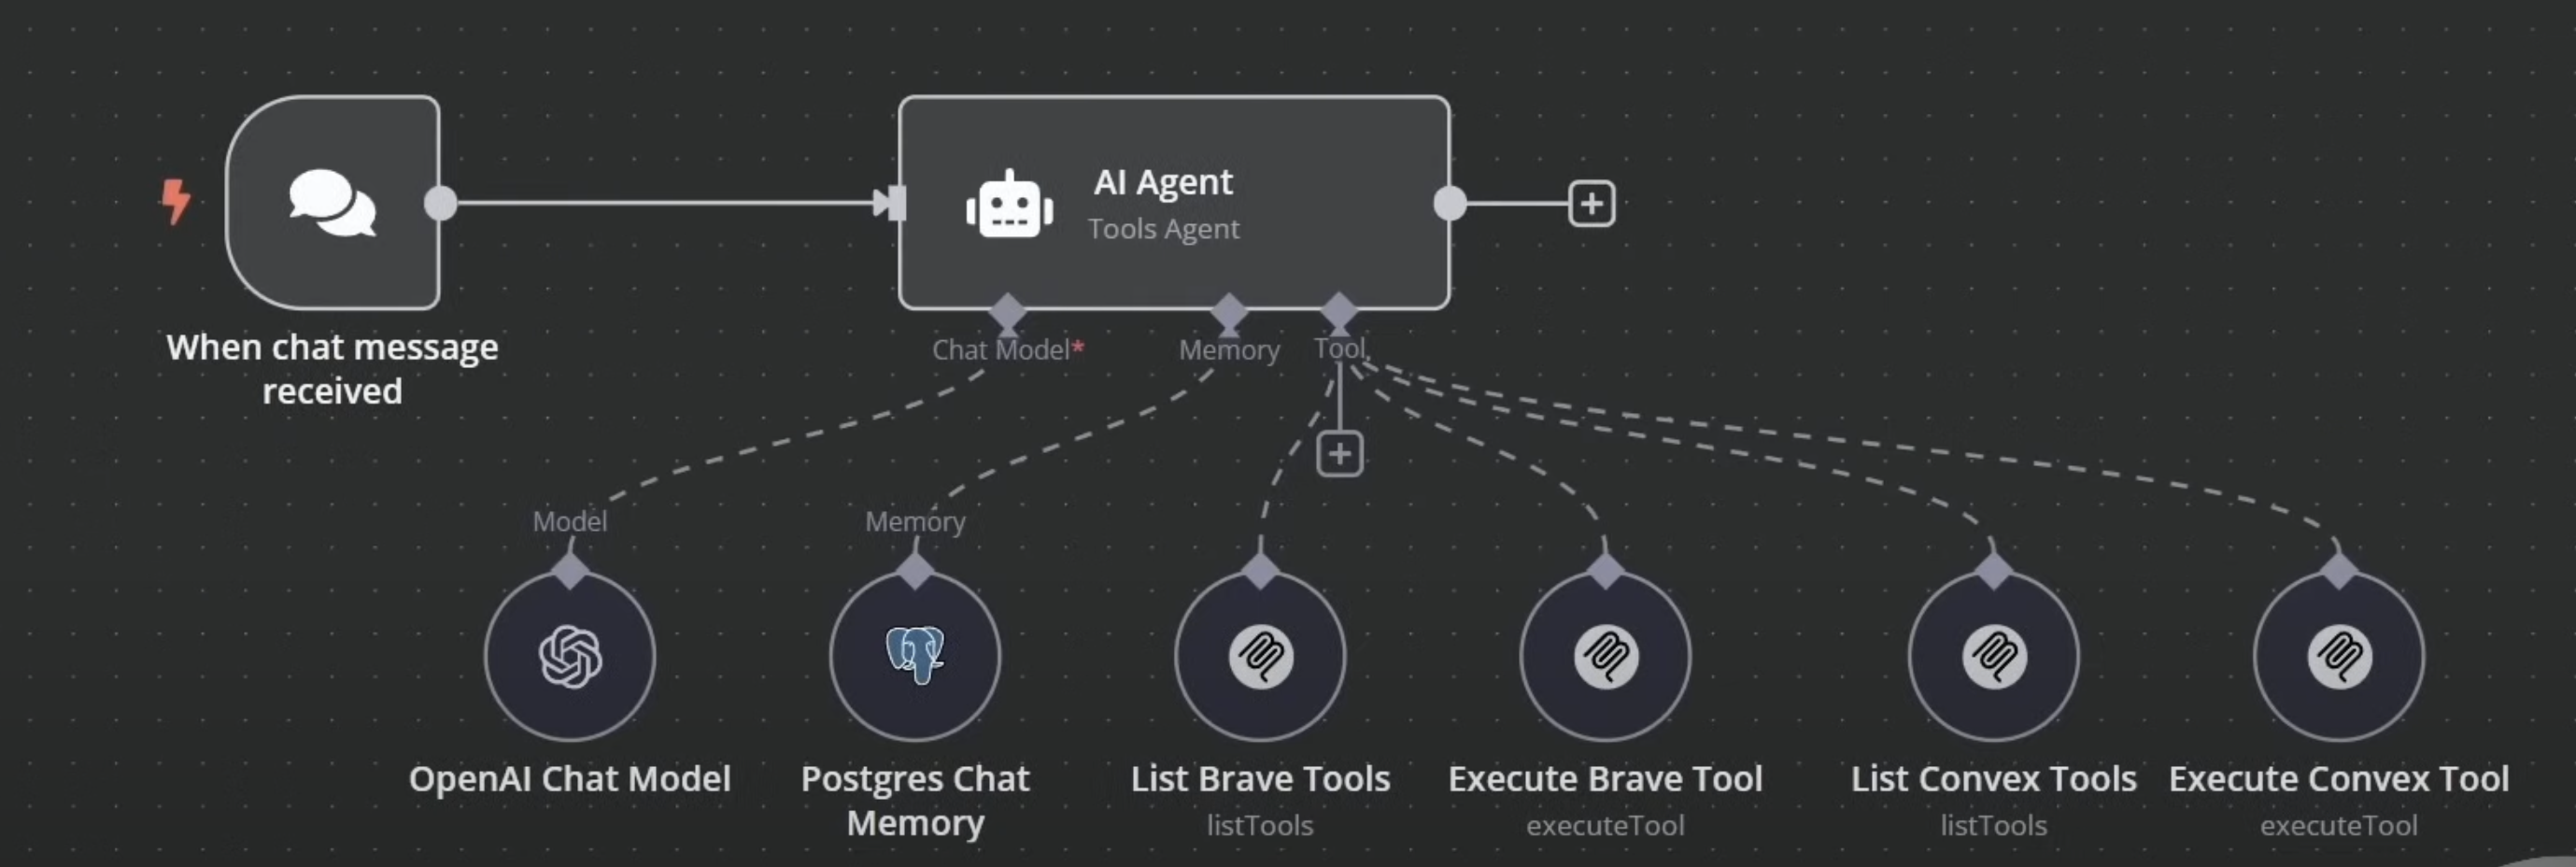 AI Agent
Tools Agent
When chat message
received
Chat Model*
Memory
Tool
Model
Memory
OpenAI Chat Model
Postgres Chat
Memory
List Brave Tools
listTools
Execute Brave Tool
executeTool
List Convex Tools
listTools
Execute Convex Tool
executeTool